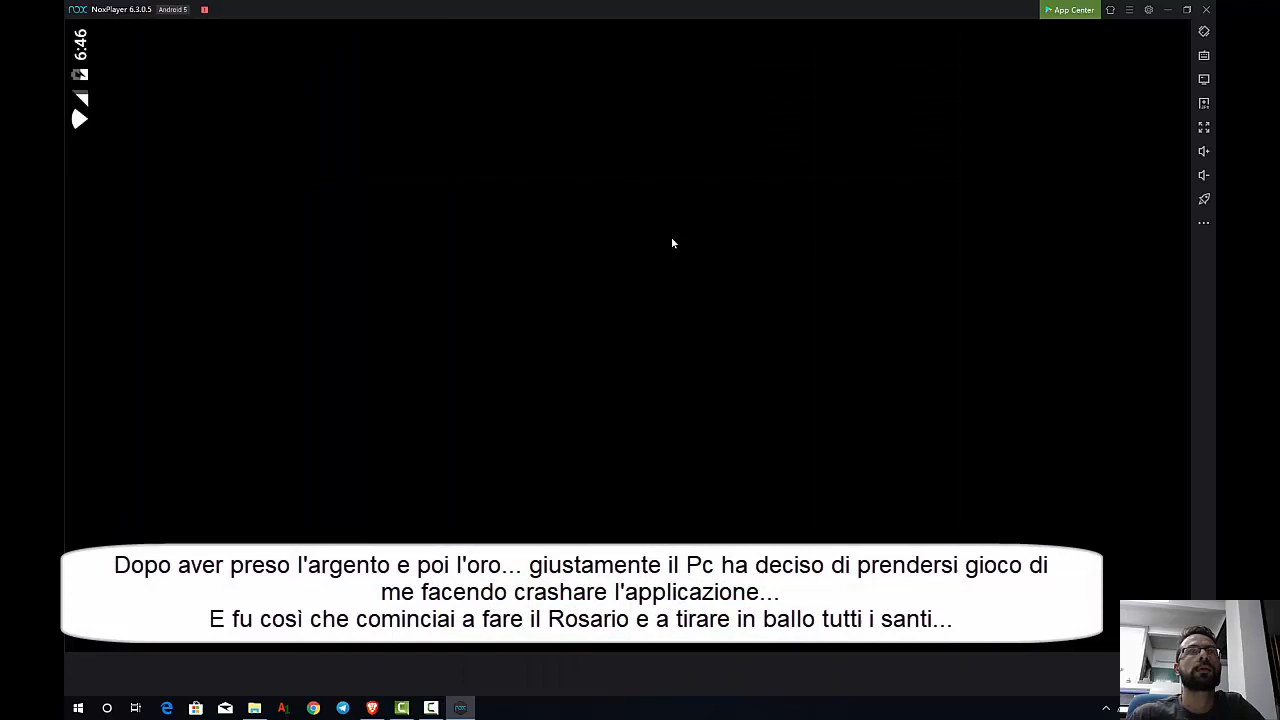 nox NoxPlayer 6.3.0.5 Android 5
App Center
6:46
Dopo aver preso l'argento e poi l'oro... giustamente il Pc ha deciso di prendersi gioco di
me facendo crashare l'applicazione...
E fu così che cominciai a fare il Rosario e a tirare in ballo tutti i santi...
nox